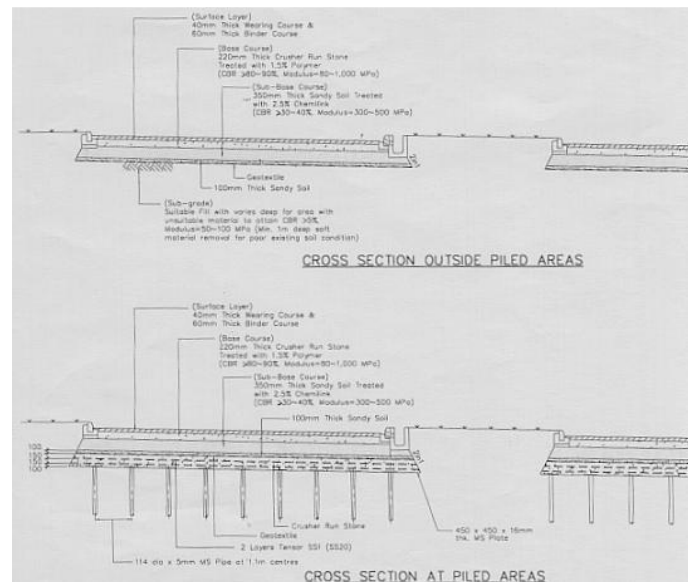 (Surface Layer)
40mm Thick Wearing Course &
60mm Thick Binder Course
(Base Course)
220mm Thick Crusher Run Stone
Treated with 1.5% Polymer
(CBR ≥80~90%, Modulus=80~1,000 MPa)
(Sub-Base Course)
350mm Thick Sandy Soil Treated
with 2.5% Chemilink
(CBR ≥30~40%, Modulus=300~500 MPa)
Geotextile
100mm Thick Sandy Soil
(Sub-grade)
Suitable Fill with varies deep for area with
unsuitable material to attain CBR ≥5%,
Modulus=50~100 MPa (Min. 1m deep soft
material removal for poor existing soil condition)
CROSS SECTION OUTSIDE PILED AREAS
(Surface Layer)
40mm Thick Wearing Course &
60mm Thick Binder Course
(Base Course)
220mm Thick Crusher Run Stone
Treated with 1.5% Polymer
(CBR ≥80~90%, Modulus=80~1,000 MPa)
(Sub-Base Course)
350mm Thick Sandy Soil Treated
with 2.5% Chemilink
(CBR ≥30~40%, Modulus=300~500 MPa)
100mm Thick Sandy Soil
100
150
150
100
Crusher Run Stone
Geotextile
2 Layers Tensar SS1 (SS20)
114 dia x 5mm MS Pipe at 1.1m centres
450 x 450 x 16mm
thk. MS Plate
CROSS SECTION AT PILED AREAS